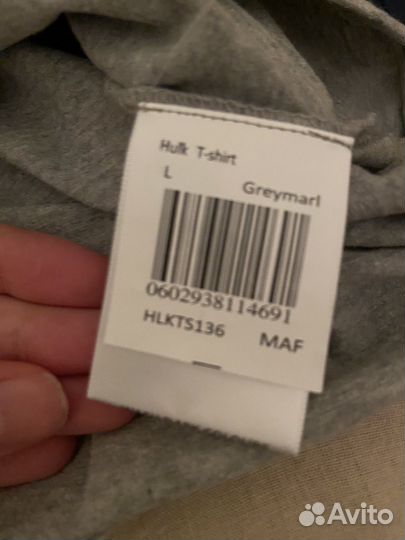 Hulk T-shirt
L Greymarl
0602938114691
HLKTS136 MAF
Avito